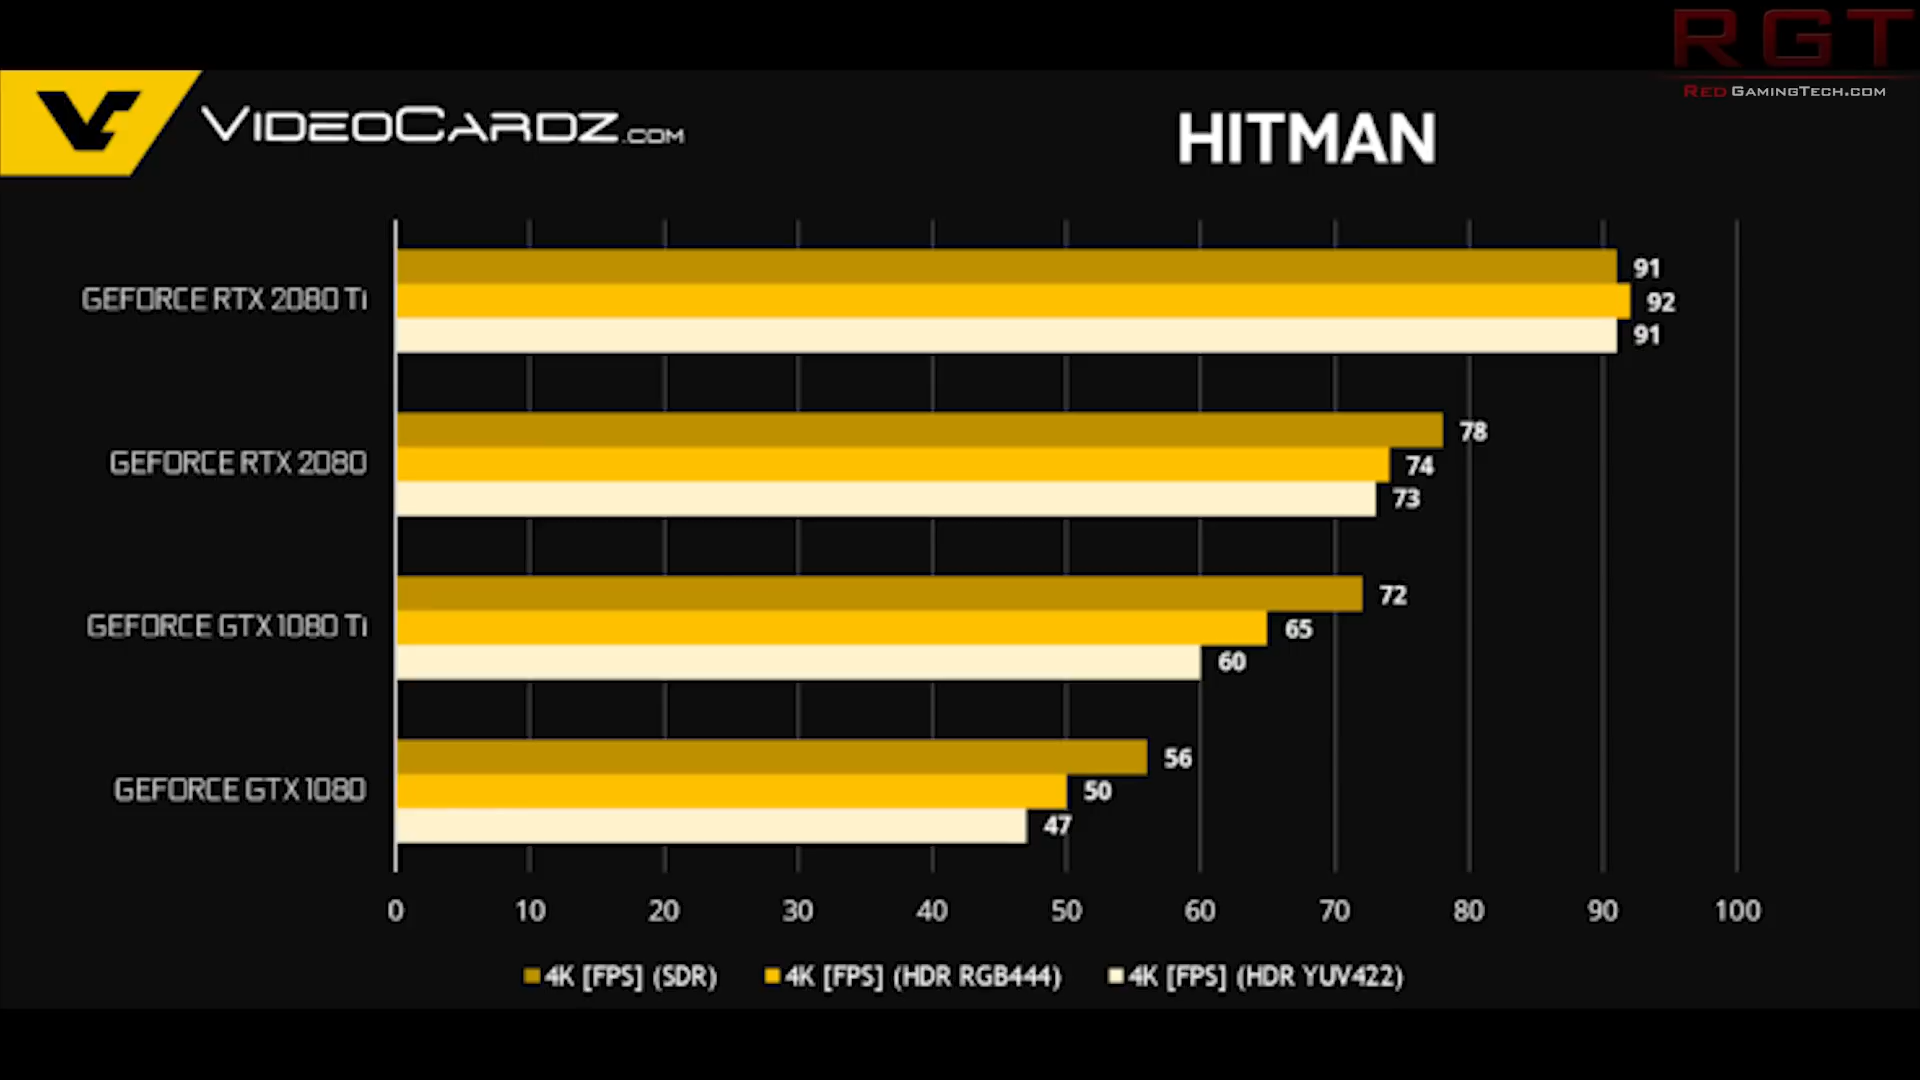 RGT
RED GAMINGTECH.COM
VIDEOCARDZ.COM
HITMAN
GEFORCE RTX 2080 Ti
91
92
91
GEFORCE RTX 2080
78
74
73
GEFORCE GTX 1080 Ti
72
65
60
GEFORCE GTX 1080
56
50
47
0 10 20 30 40 50 60 70 80 90 100
4K [FPS] (SDR) 4K [FPS] (HDR RGB444) 4K [FPS] (HDR YUV422)